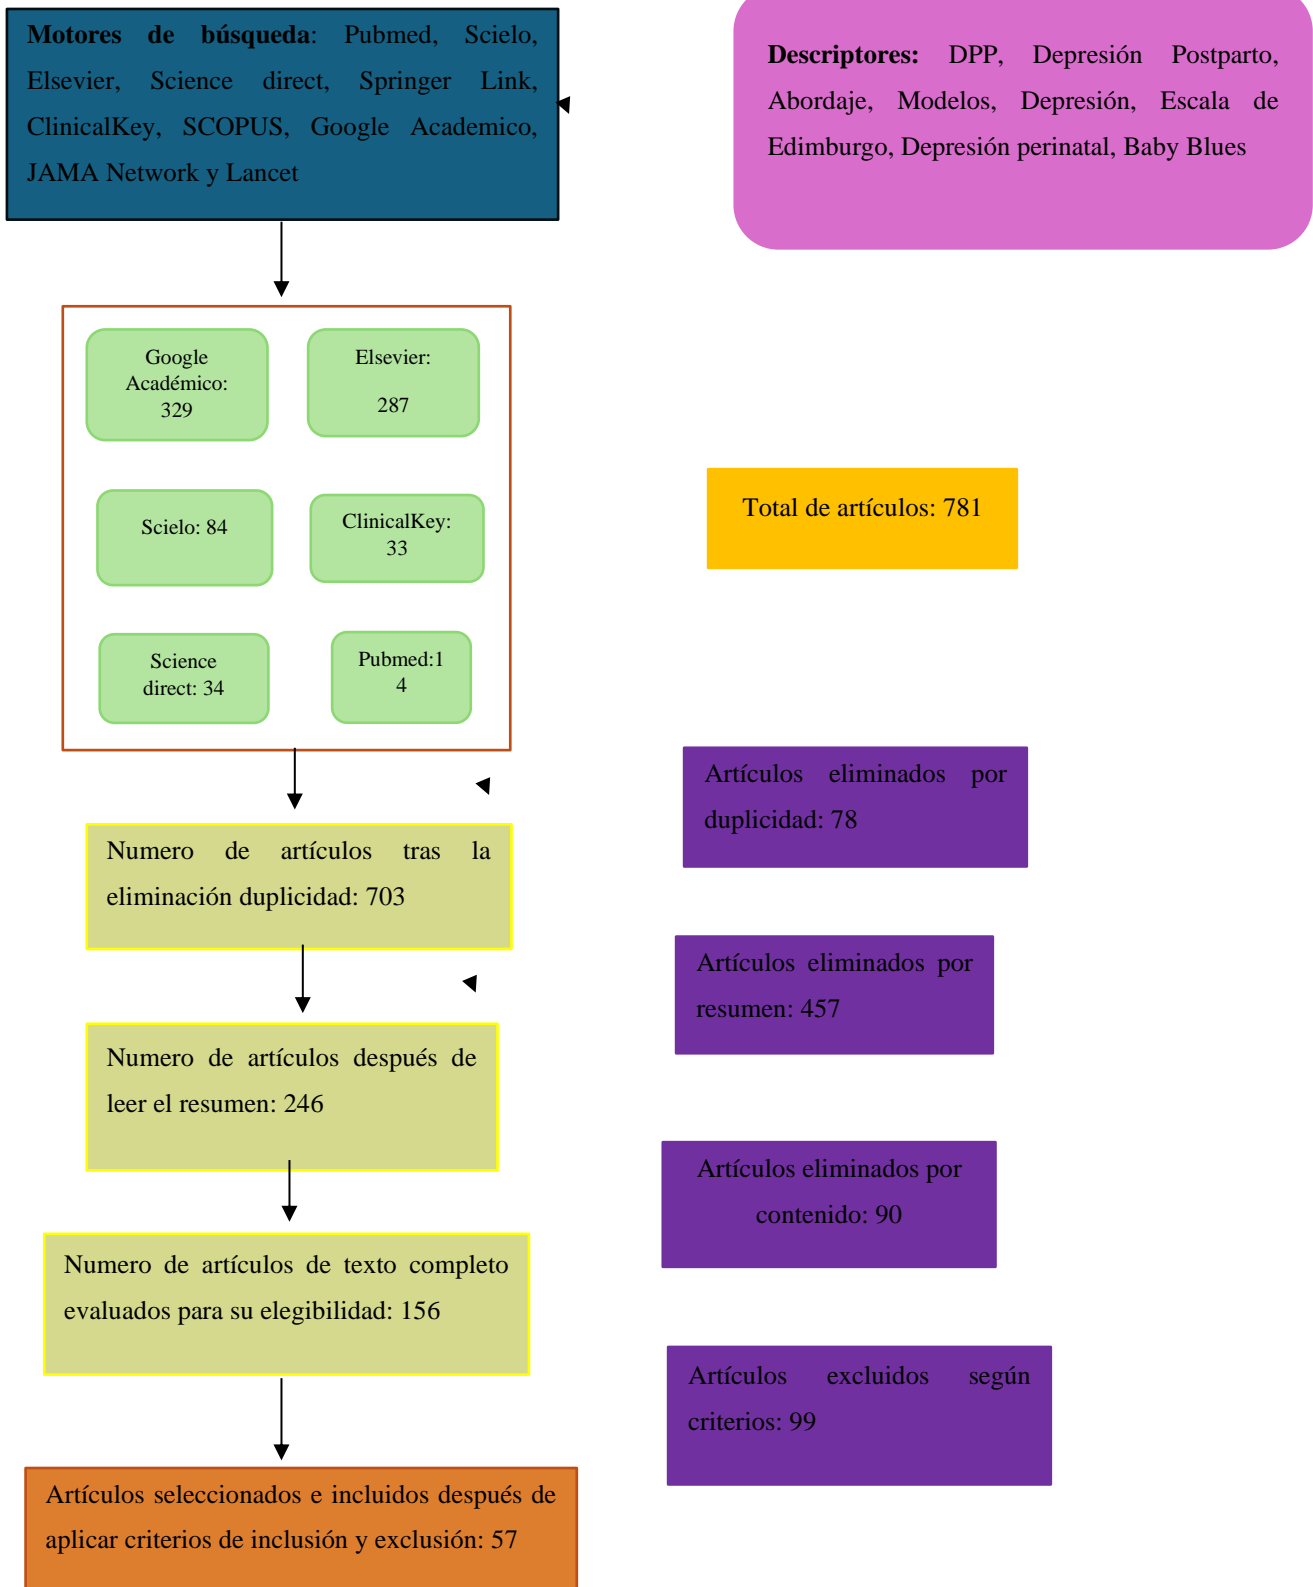 Motores de búsqueda: Pubmed, Scielo,
Elsevier, Science direct, Springer Link,
ClinicalKey, SCOPUS, Google Academico,
JAMA Network y Lancet
Descriptores: DPP, Depresión Postparto,
Abordaje, Modelos, Depresión, Escala de
Edimburgo, Depresión perinatal, Baby Blues
Google
Académico:
329
Elsevier:
287
Scielo: 84
ClinicalKey:
33
Science
direct: 34
Pubmed:1
4
Total de artículos: 781
Artículos eliminados por
duplicidad: 78
Numero de artículos tras la
eliminación duplicidad: 703
Artículos eliminados por
resumen: 457
Numero de artículos después de
leer el resumen: 246
Artículos eliminados por
contenido: 90
Numero de artículos de texto completo
evaluados para su elegibilidad: 156
Artículos excluidos según
criterios: 99
Artículos seleccionados e incluidos después de
aplicar criterios de inclusión y exclusión: 57